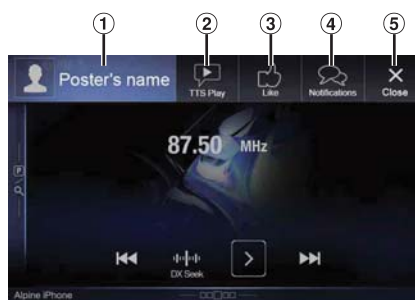 1 2 3 4 5
Poster's name
TTS Play
Like
Notifications
Close
87.50 MHz
P
DX Seek
Alpine iPhone